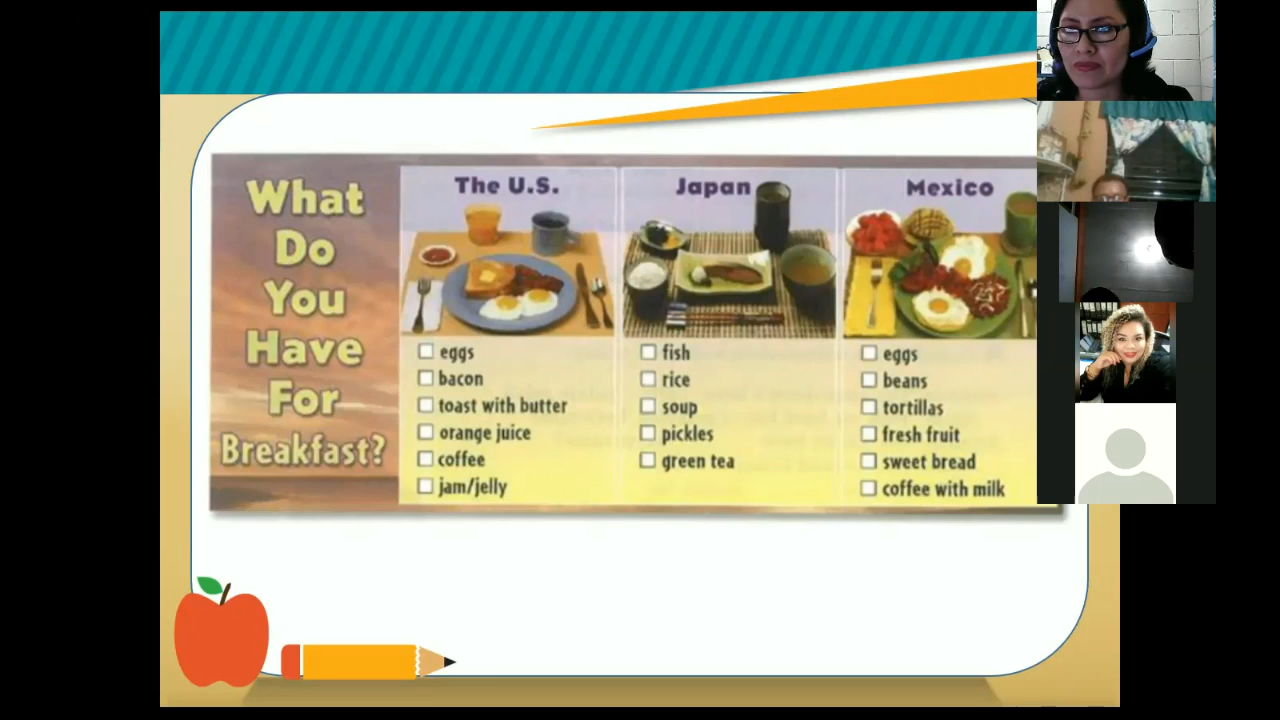 What
Do
You
Have
For
Breakfast?
The U.S.
eggs
bacon
toast with butter
orange juice
coffee
jam/jelly
Japan
fish
rice
soup
pickles
green tea
Mexico
eggs
beans
tortillas
fresh fruit
sweet bread
coffee with milk